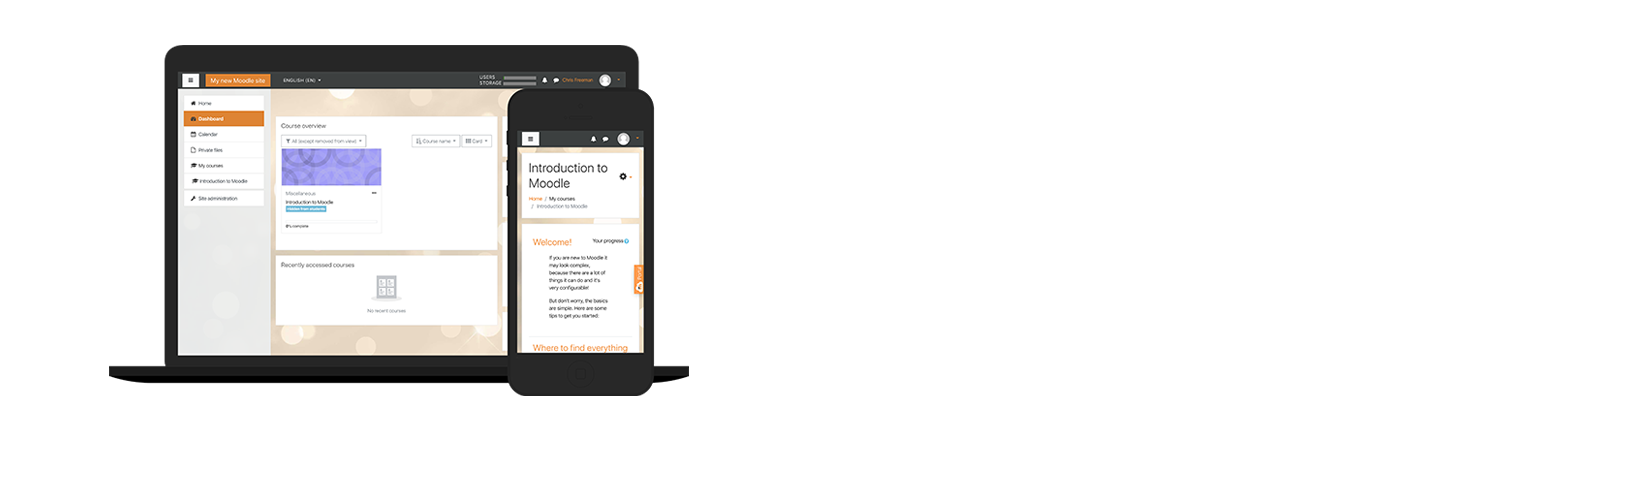 My new Moodle site
ENGLISH (EN)
USERS
STORAGE
Chris Freeman
Home
Dashboard
Calendar
Private files
My courses
Introduction to Moodle
Site administration
Course overview
All (except removed from view)
Course name
Card
Miscellaneous
Introduction to Moodle
Hidden from students
0% complete
Recently accessed courses
No recent courses
Introduction to
Moodle
Home / My courses
/ Introduction to Moodle
Welcome!
Your progress
If you are new to Moodle it
may look complex,
because there are a lot of
things it can do and it's
very configurable!
But don't worry, the basics
are simple. Here are some
tips to get you started:
Where to find everything